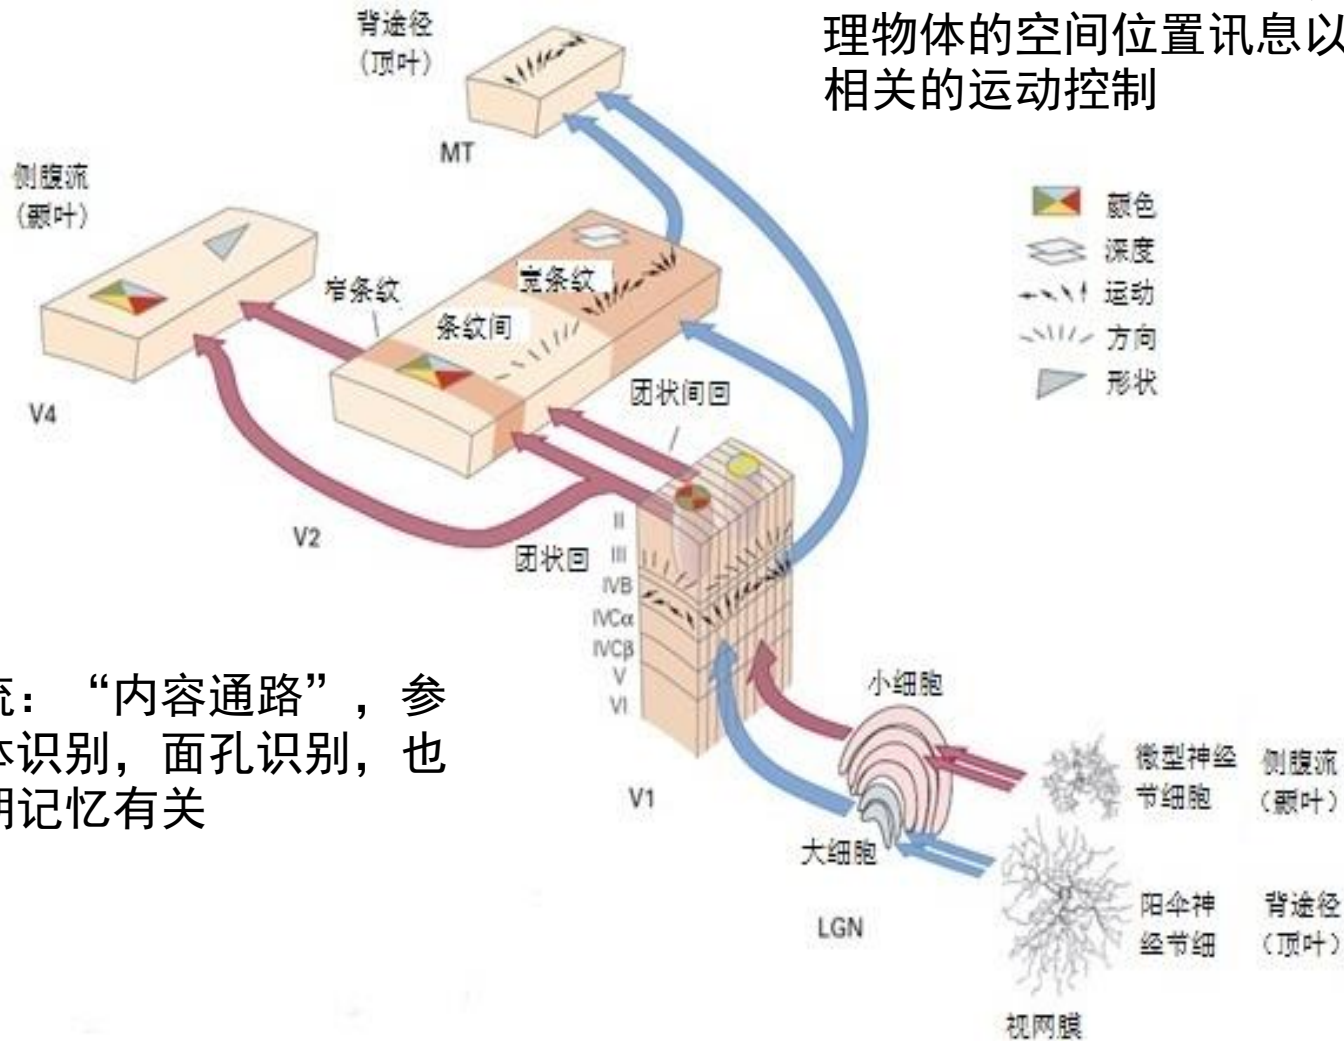 理物体的空间位置讯息以
相关的运动控制
背途径
（顶叶）
MT
侧腹流
（颞叶）
V4
窄条纹
条纹间
宽条纹
V2
颜色
深度
运动
方向
形状
团状间回
团状回
II
III
IVB
IVCα
IVCβ
V
VI
V1
流：“内容通路”，参
体识别，面孔识别，也
期记忆有关
小细胞
大细胞
LGN
微型神经
节细胞
侧腹流
（颞叶）
阳伞神
经节细
背途径
（顶叶）
视网膜